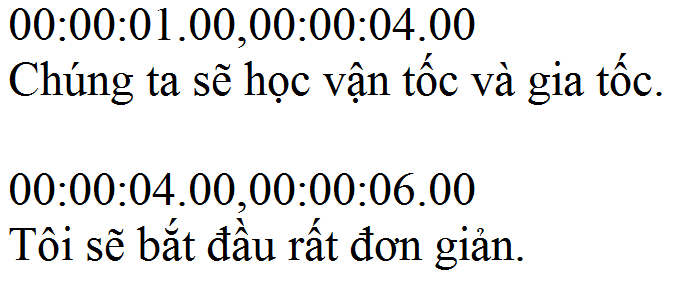 00:00:01.00,00:00:04.00
Chúng ta sẽ học vận tốc và gia tốc.
00:00:04.00,00:00:06.00
Tôi sẽ bắt đầu rất đơn giản.